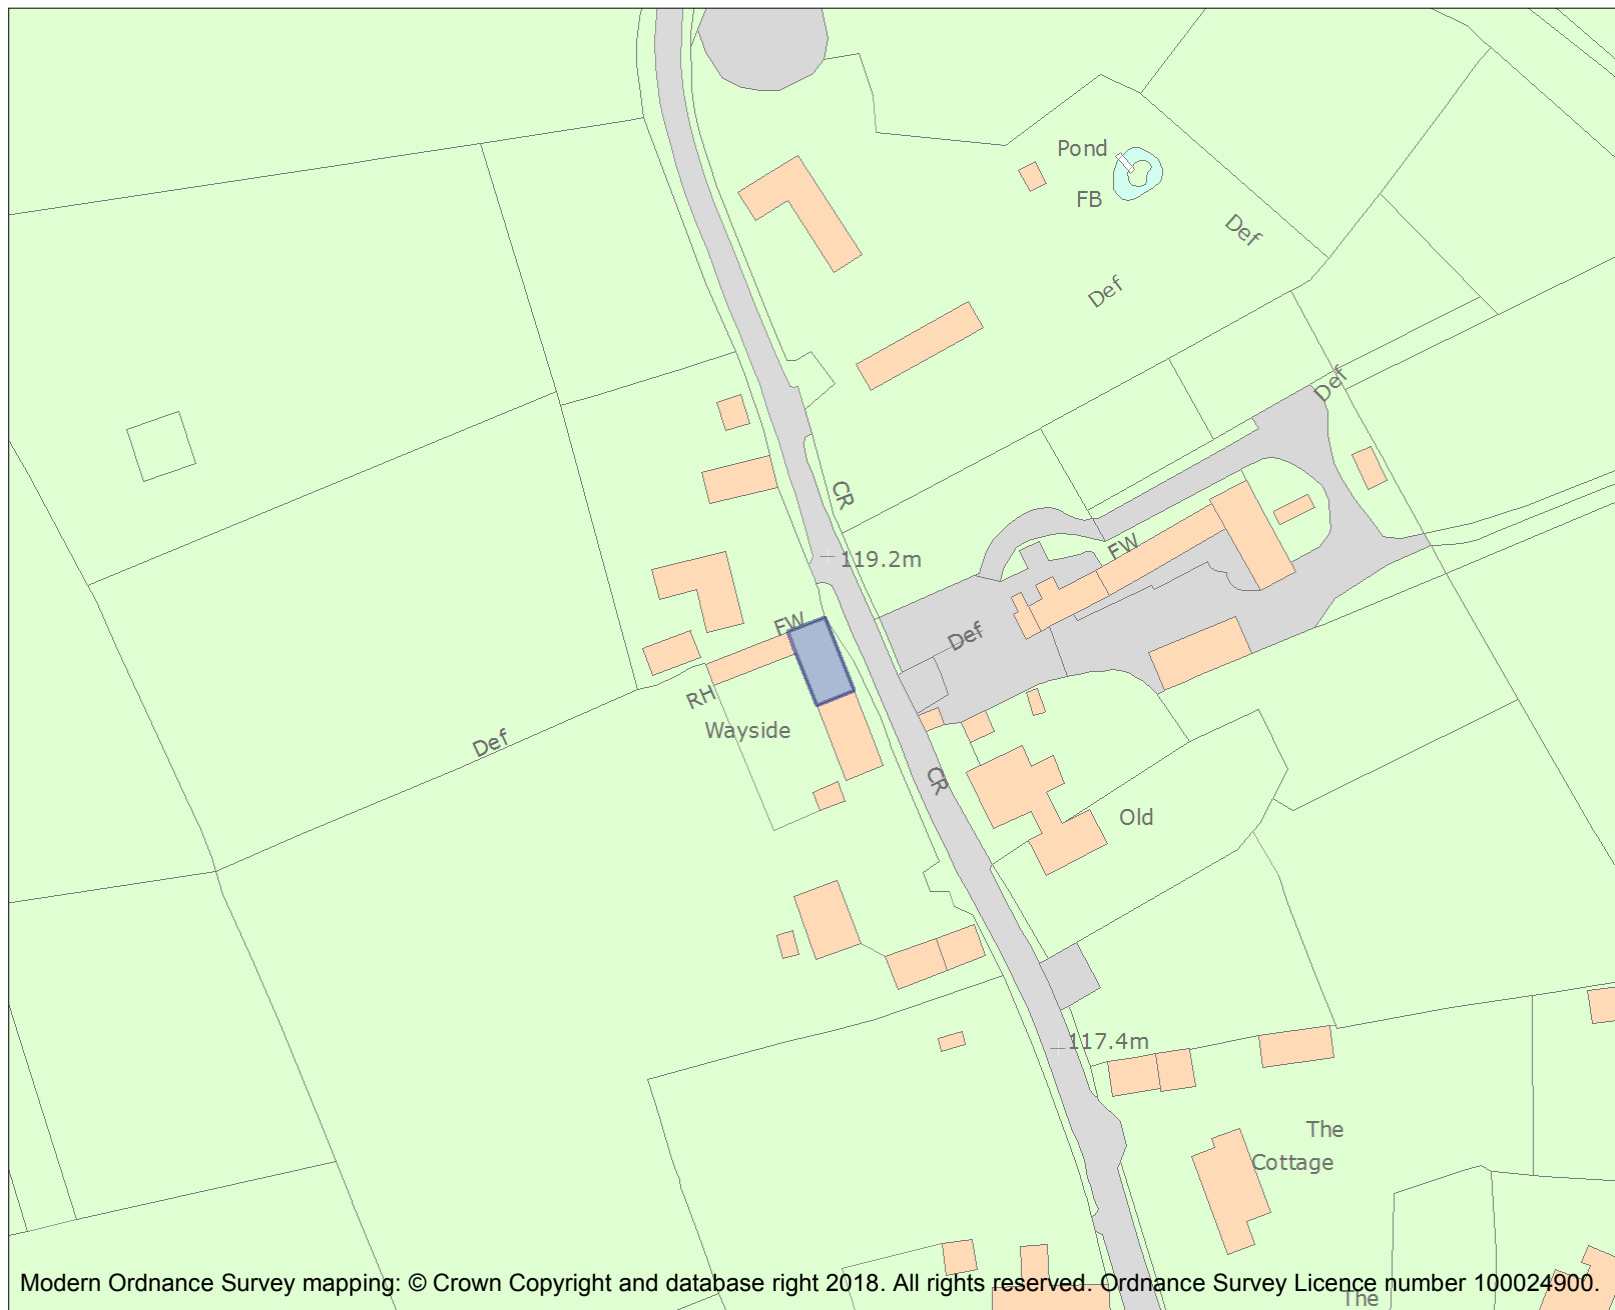 Pond
FB
Def
Def
Def
CR
FW
119.2m
FW
Def
RH
Wayside
Def
CR
Old
117.4m
The
Cottage
Modern Ordnance Survey mapping: © Crown Copyright and database right 2018. All rights reserved. Ordnance Survey Licence number 100024900.
The